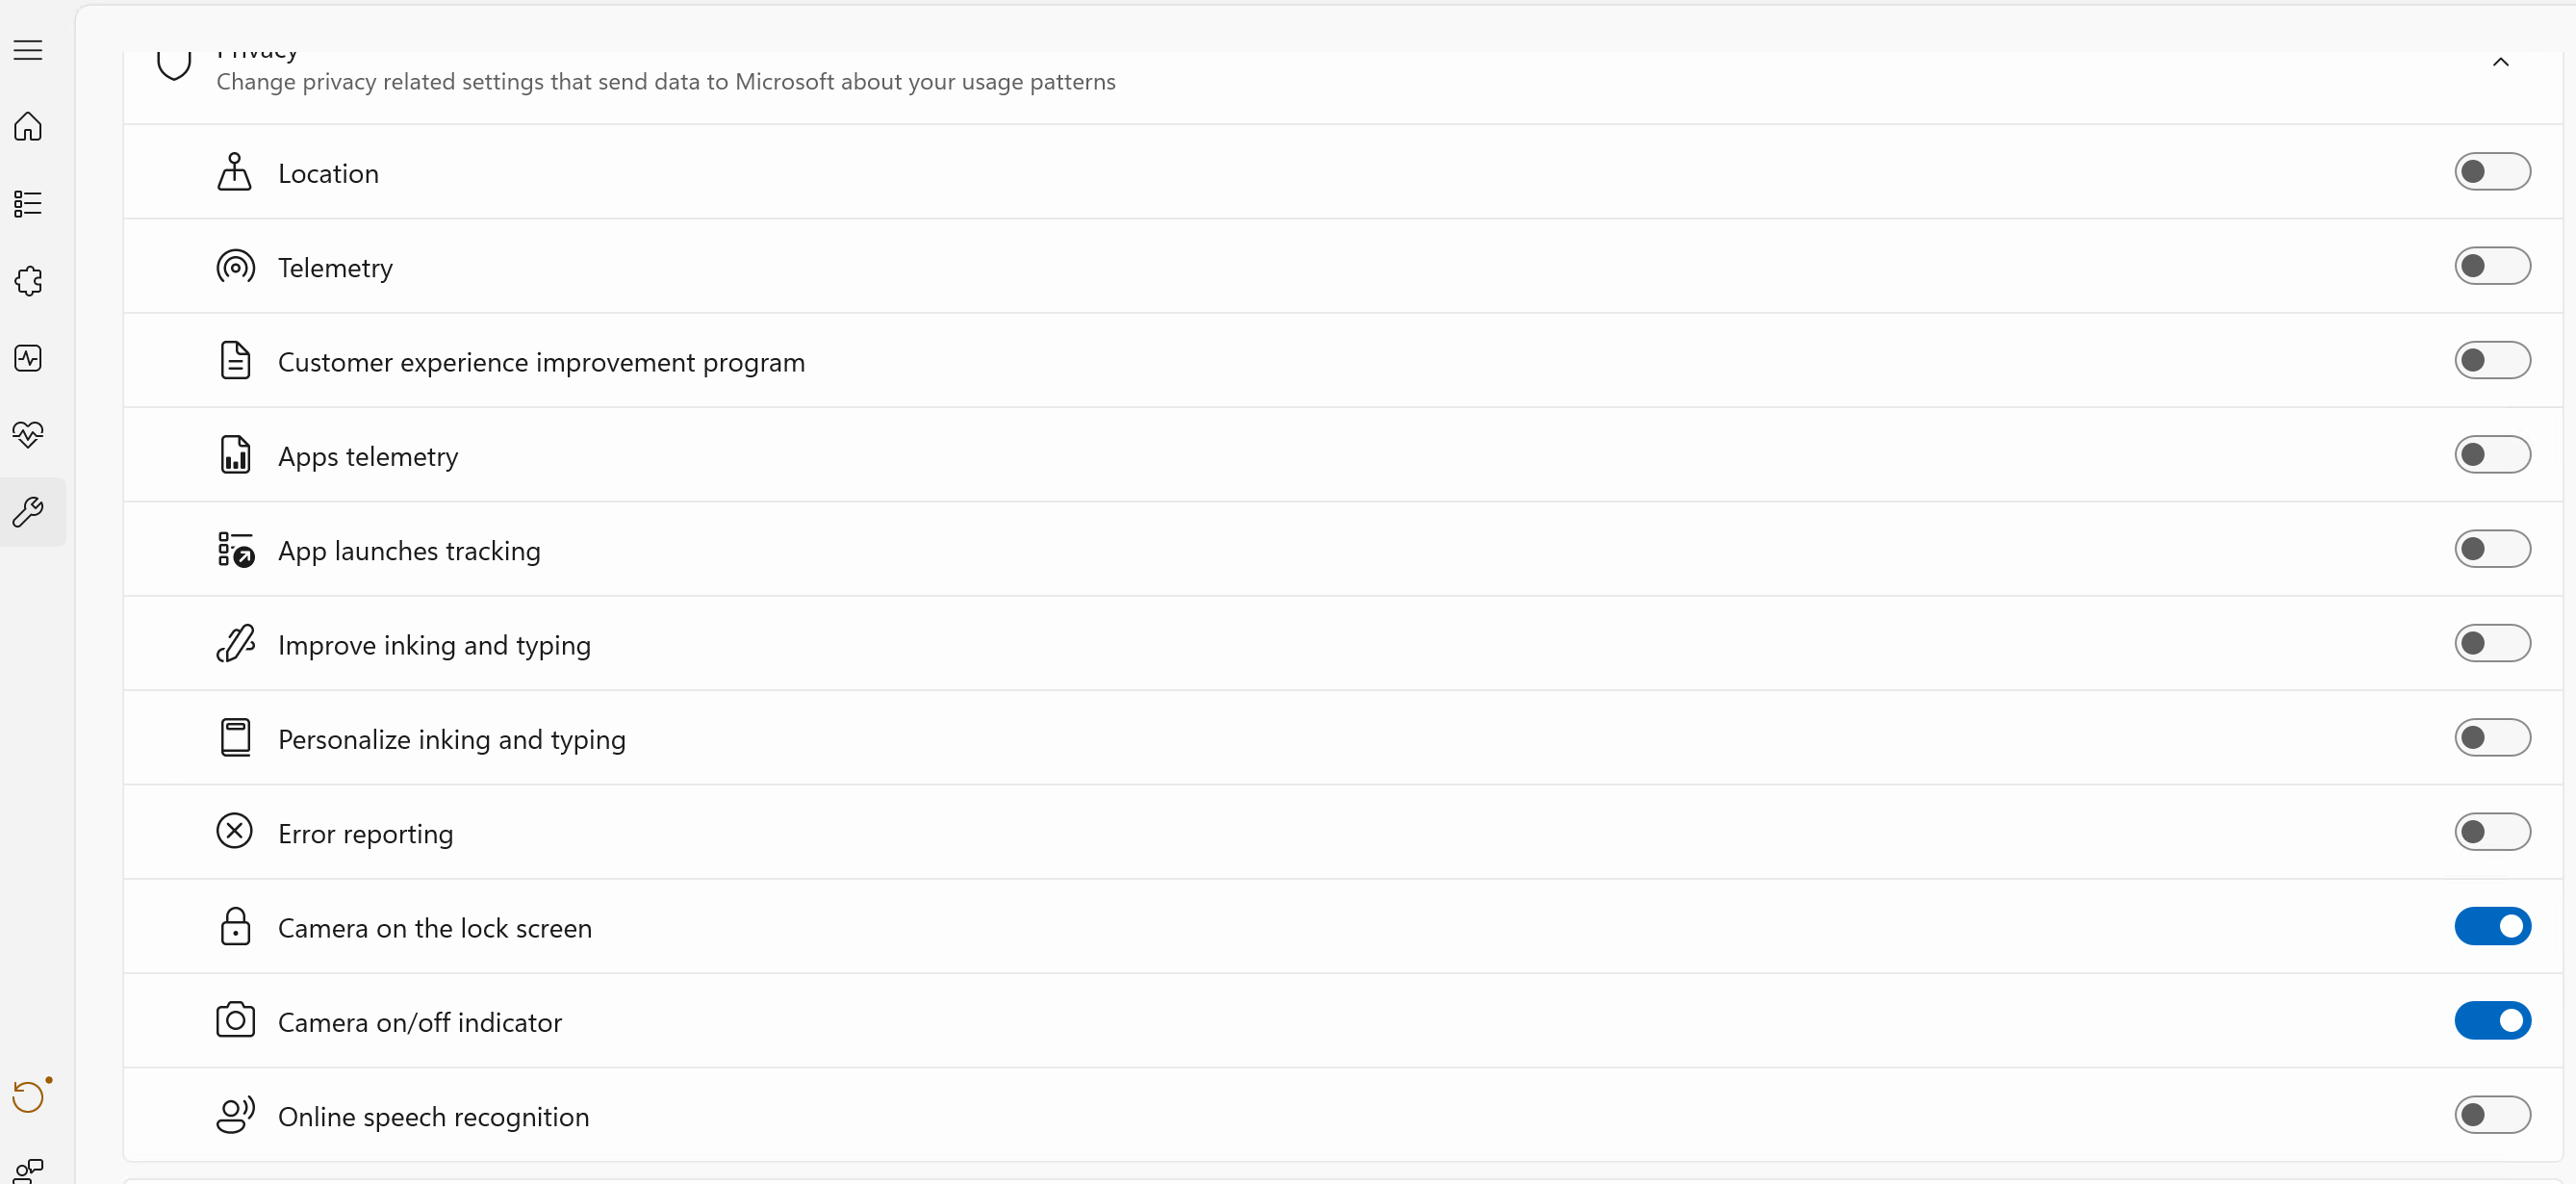 Privacy
Change privacy related settings that send data to Microsoft about your usage patterns
Location
Telemetry
Customer experience improvement program
Apps telemetry
App launches tracking
Improve inking and typing
Personalize inking and typing
Error reporting
Camera on the lock screen
Camera on/off indicator
Online speech recognition